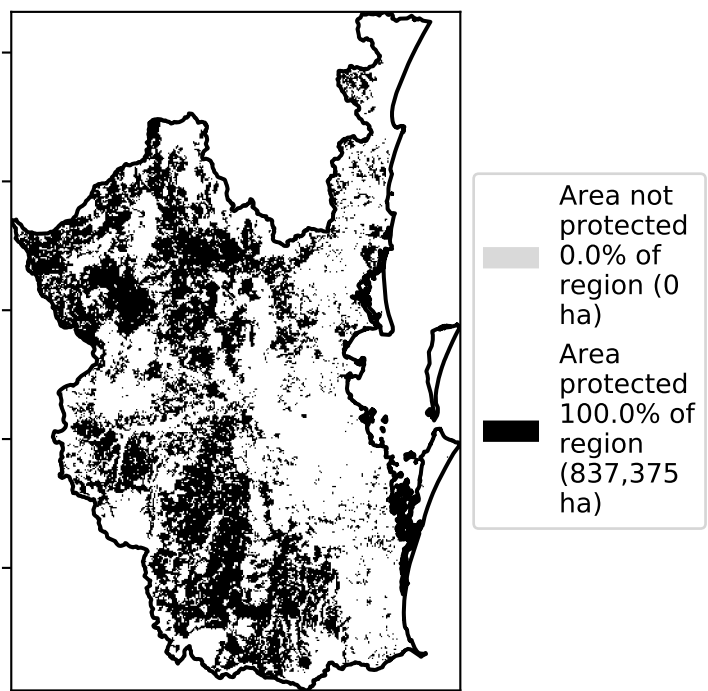 Area not
protected
0.0% of
region (0
ha)
Area
protected
100.0% of
region
(837,375
ha)